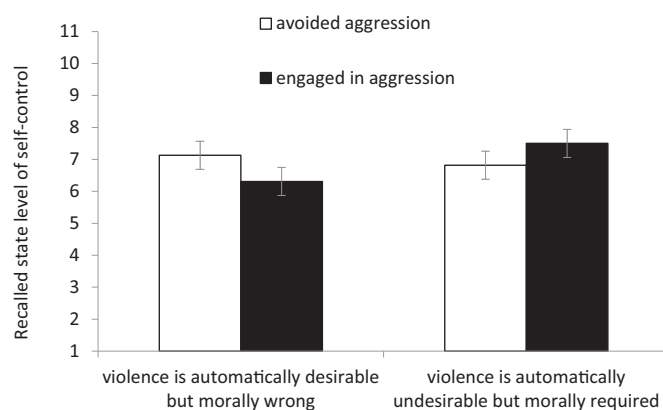 avoided aggression
engaged in aggression
Recalled state level of self-control
11
10
9
8
7
6
5
4
3
2
1
violence is automatically desirable
but morally wrong
violence is automatically
undesirable but morally required